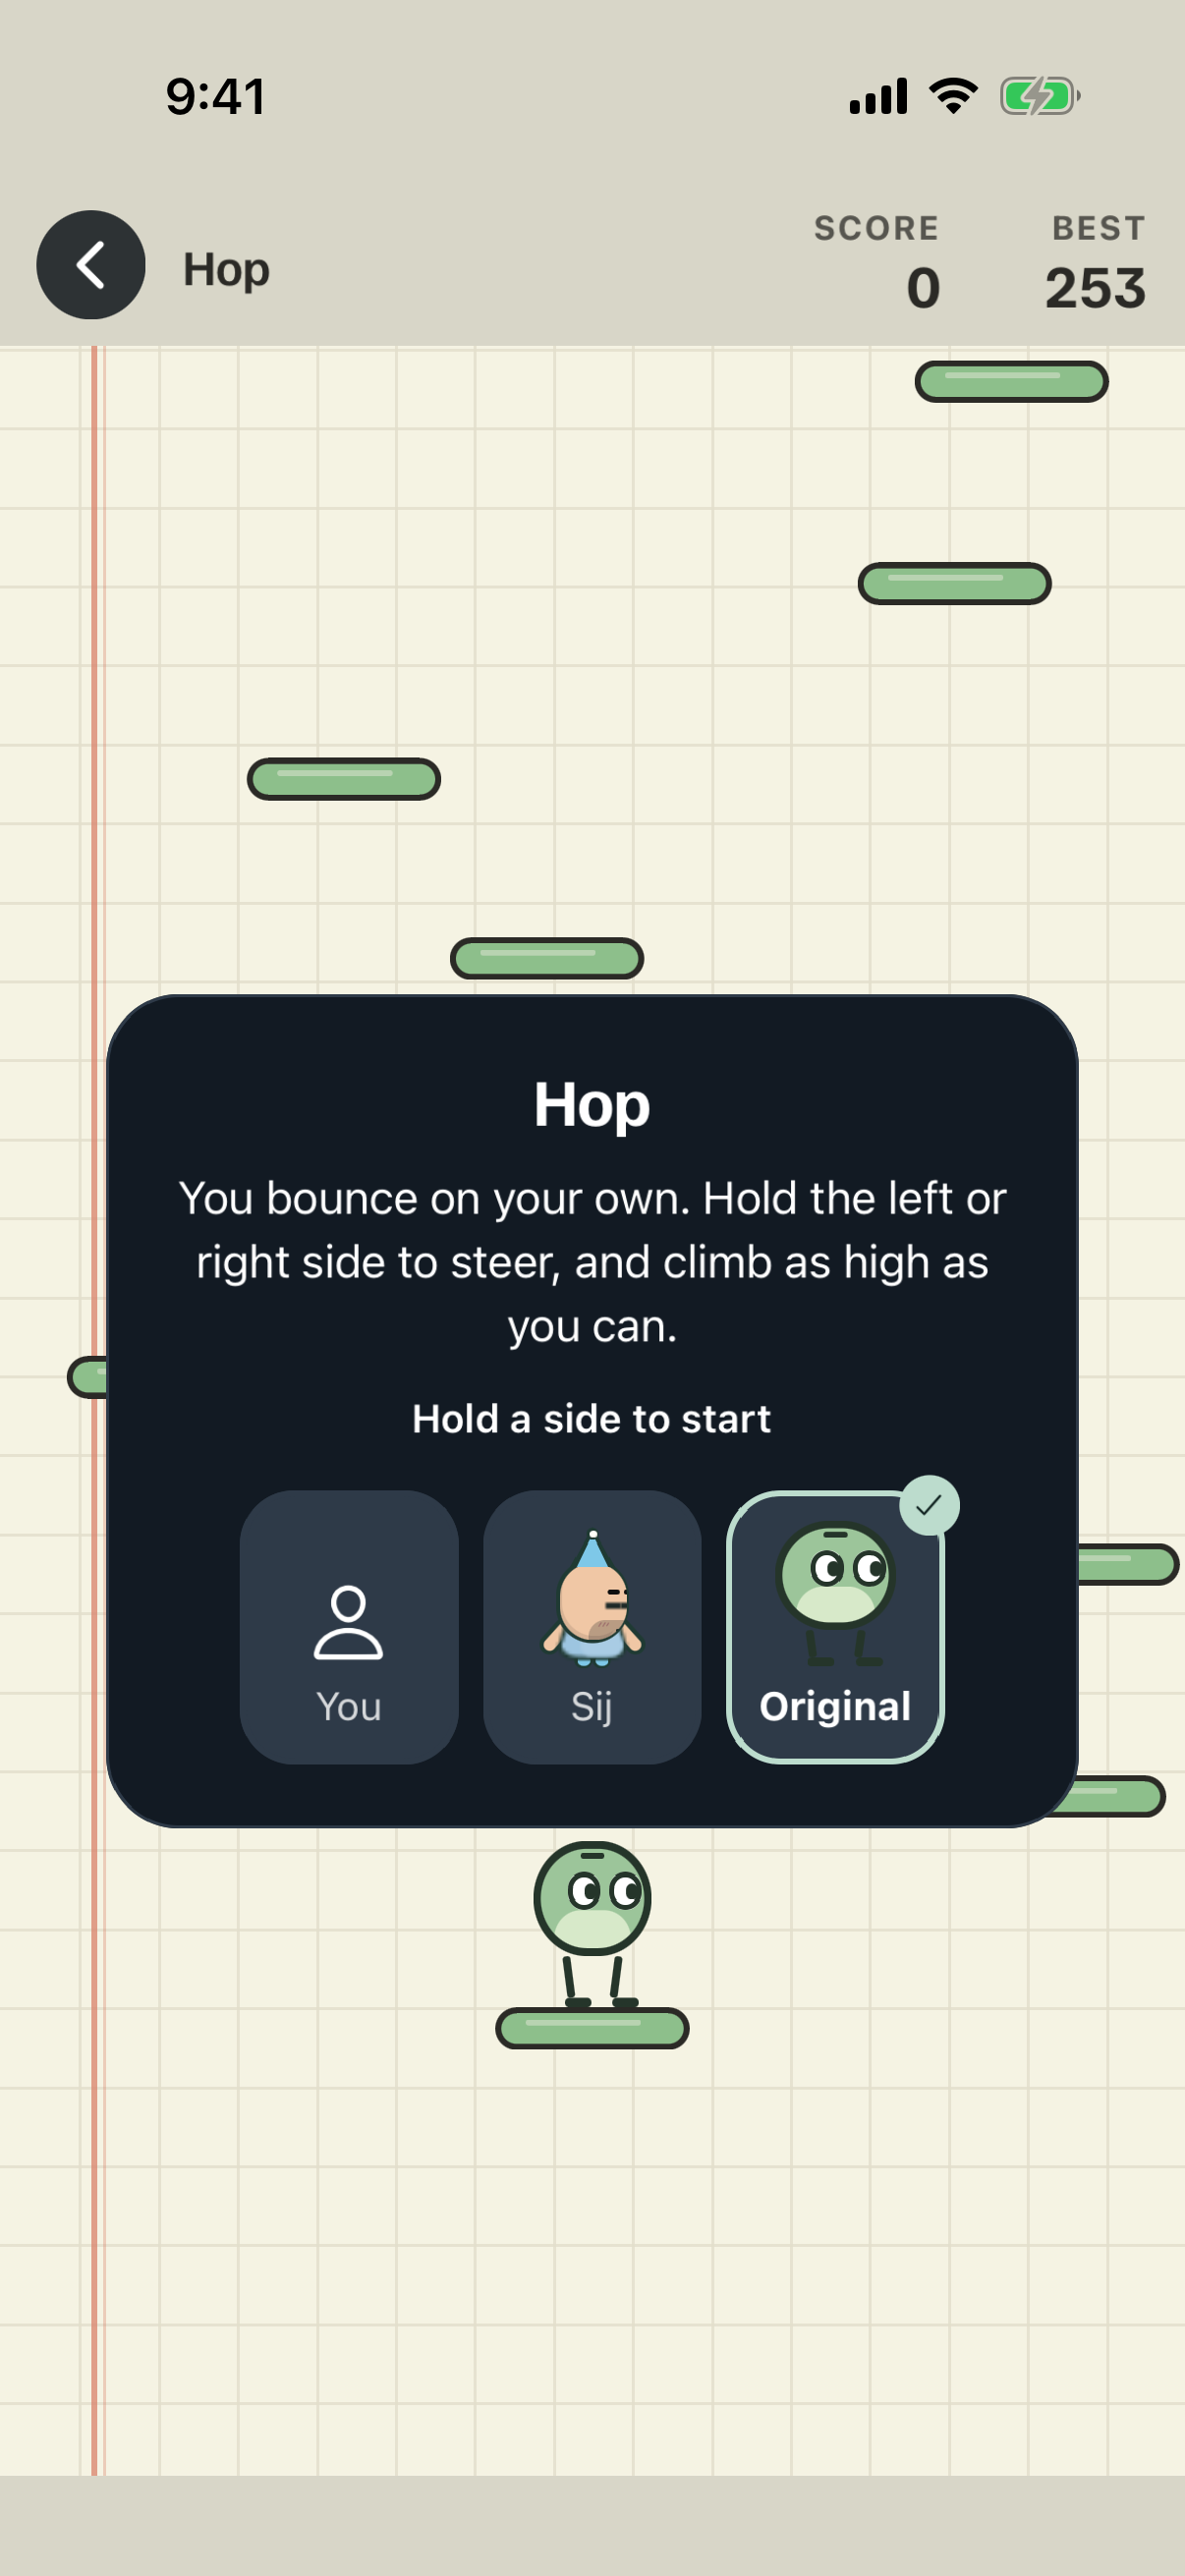 9:41
Hop
SCORE
0
BEST
253
Hop
You bounce on your own. Hold the left or
right side to steer, and climb as high as
you can.
Hold a side to start
You
Sij
Original